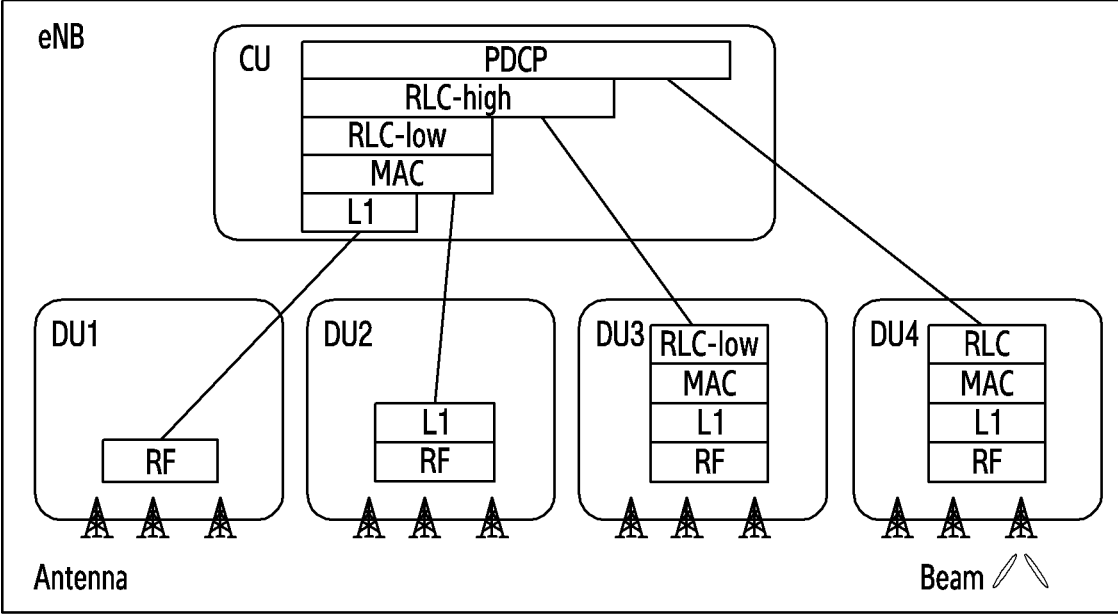 eNB
CU
PDCP
RLC-high
RLC-low
MAC
L1
DU1
RF
DU2
L1
RF
DU3
RLC-low
MAC
L1
RF
DU4
RLC
MAC
L1
RF
Antenna
Beam